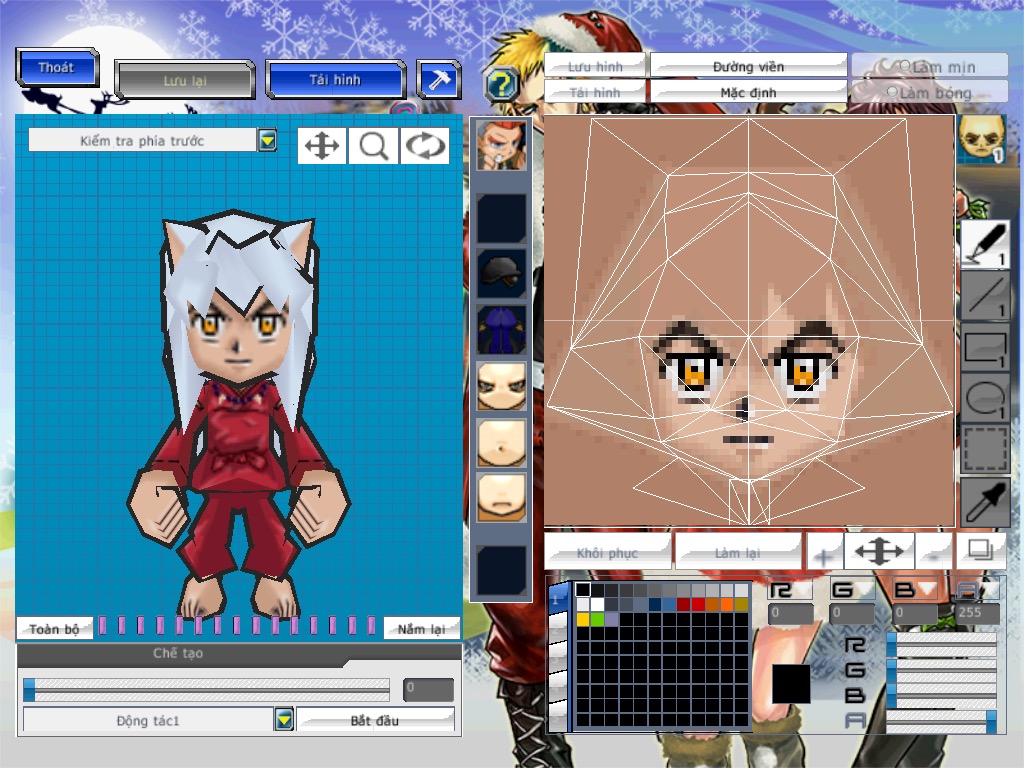 Thoát
Lưu lại
Tải hình
?
Lưu hình
Đường viền
Làm mịn
Tải hình
Mặc định
Làm bóng
Kiểm tra phía trước
1
1
1
1
1
Khôi phục
Làm lại
+
-
1
R
G
B
A
0
0
0
255
R
G
B
A
Toàn bộ
Nắm lại
Chế tạo
0
Động tác1
Bắt đầu